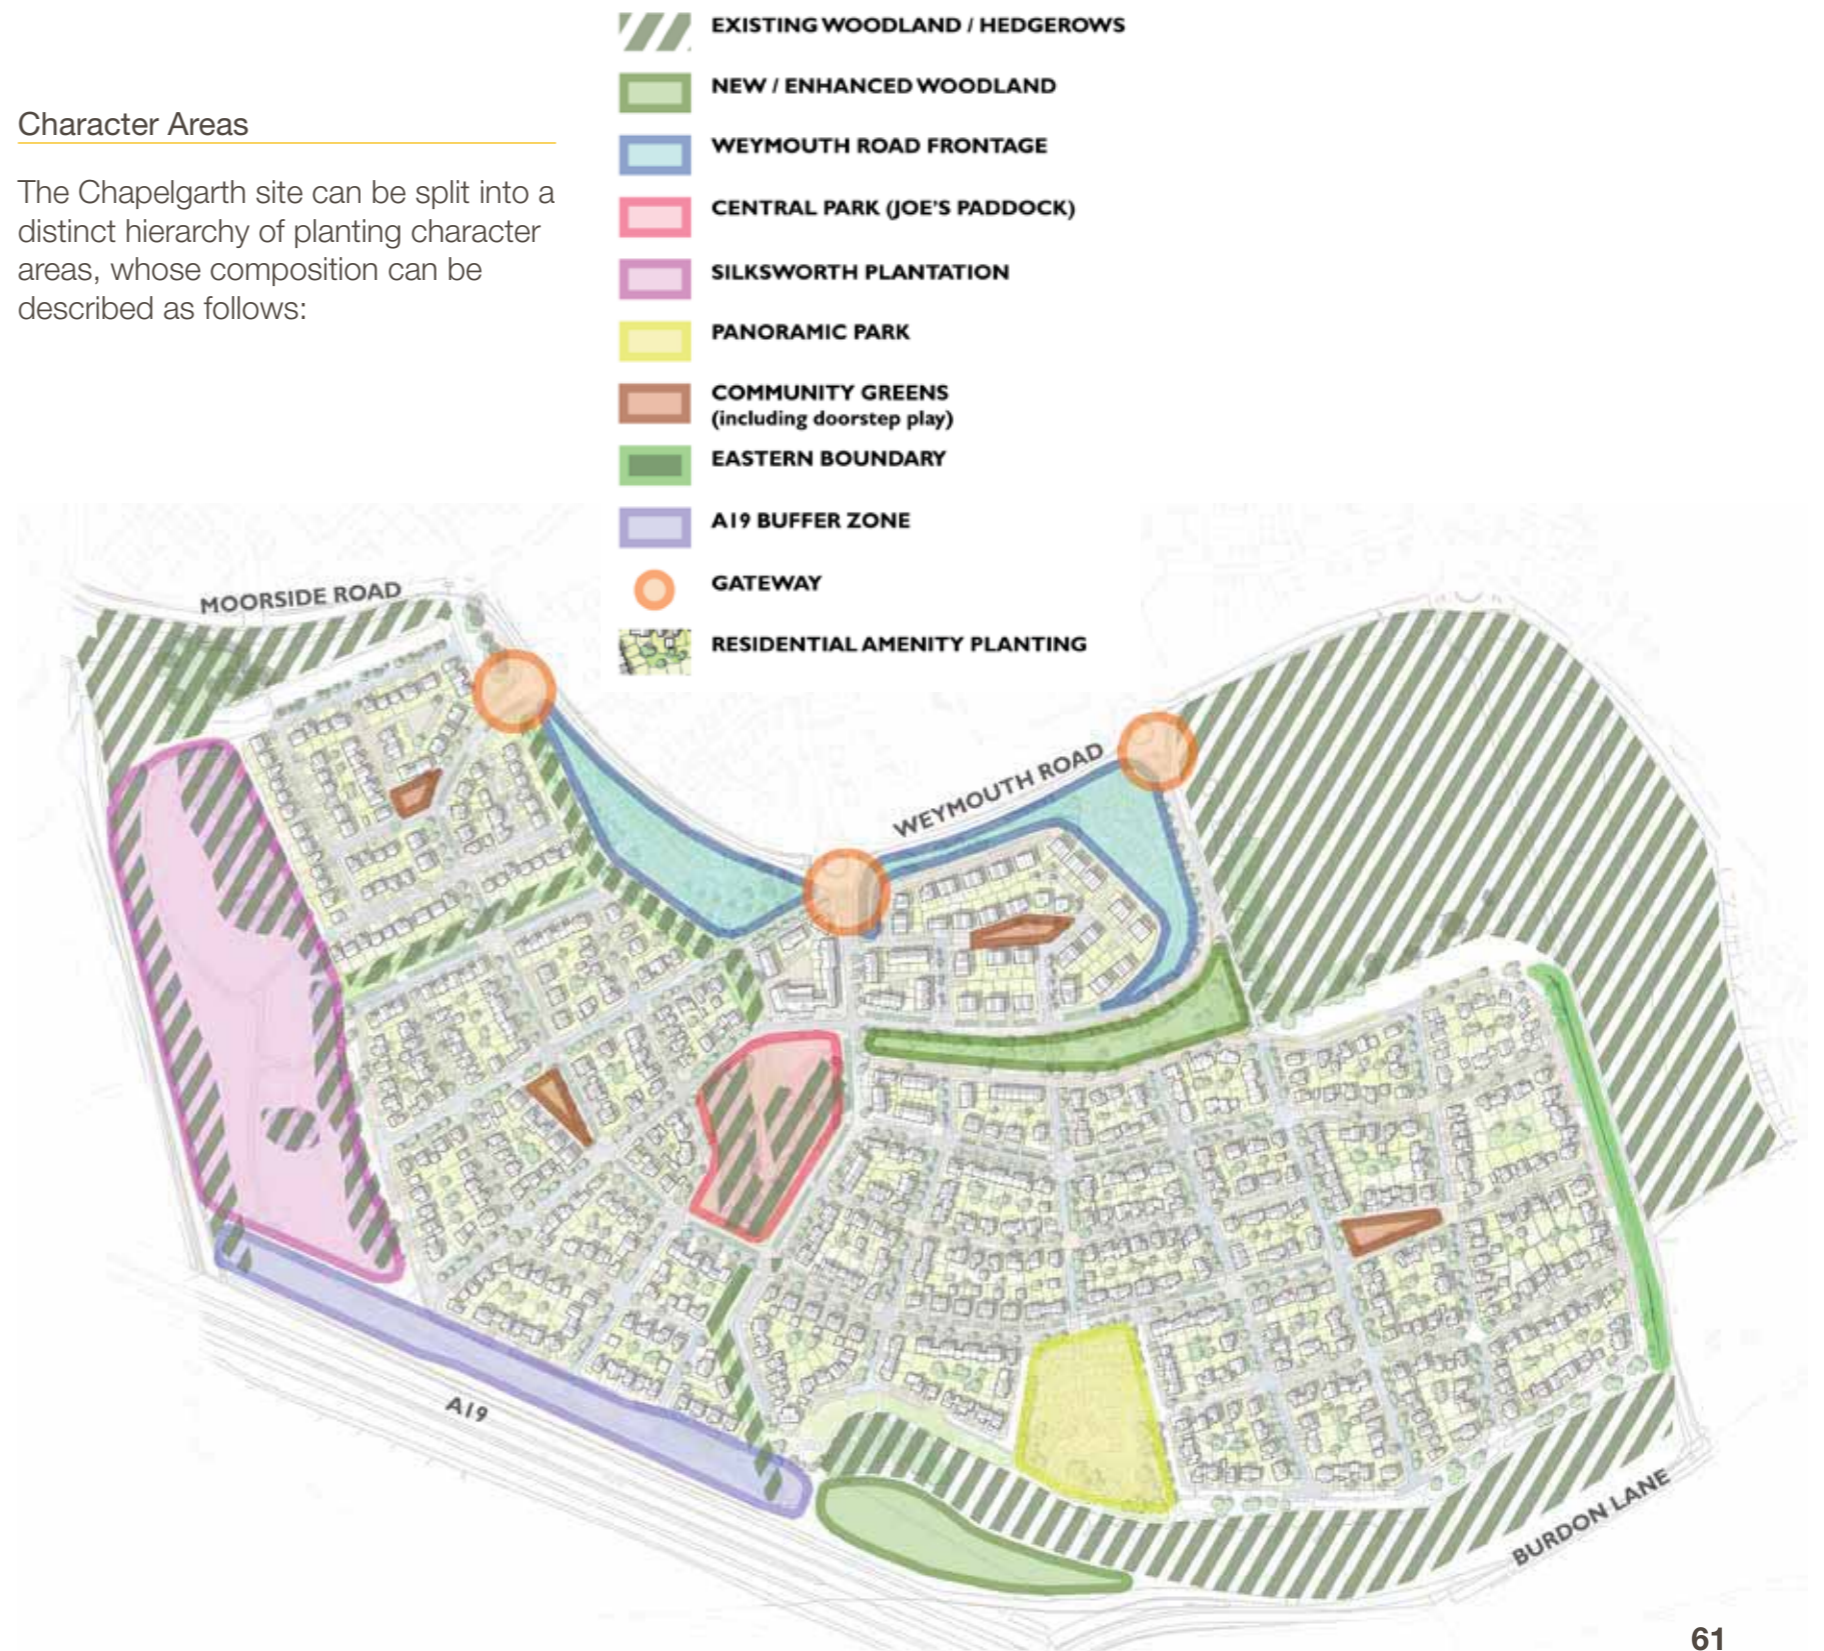 Character Areas
The Chapelgarth site can be split into a
distinct hierarchy of planting character
areas, whose composition can be
described as follows:
EXISTING WOODLAND / HEDGEROWS
NEW / ENHANCED WOODLAND
WEYMOUTH ROAD FRONTAGE
CENTRAL PARK (JOE'S PADDOCK)
SILKSWORTH PLANTATION
PANORAMIC PARK
COMMUNITY GREENS
(including doorstep play)
EASTERN BOUNDARY
A19 BUFFER ZONE
GATEWAY
RESIDENTIAL AMENITY PLANTING
MOORSIDE ROAD
WEYMOUTH ROAD
A19
BURDON LANE
61